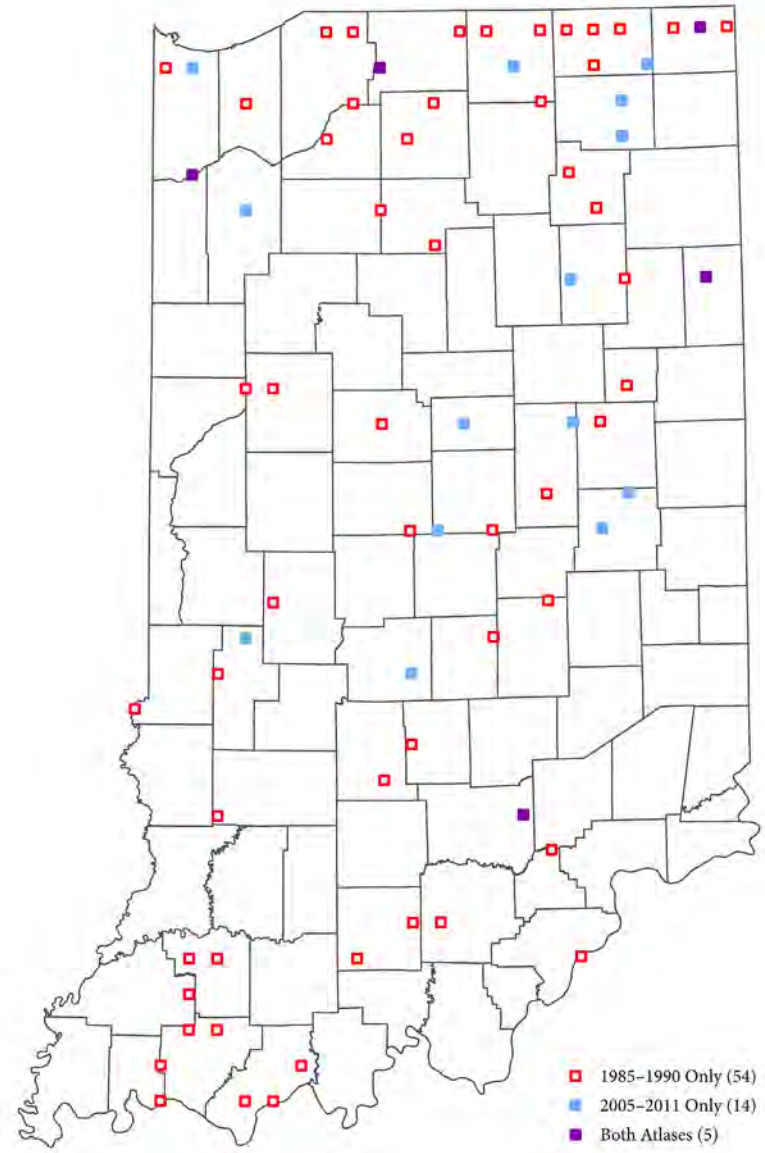 1985–1990 Only (54)
2005–2011 Only (14)
Both Atlases (5)